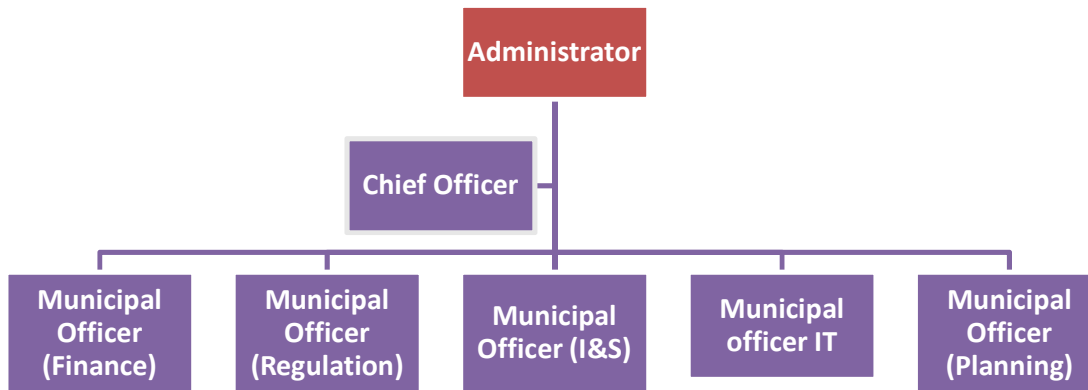 Administrator
Chief Officer
Municipal
Officer
(Finance)
Municipal
Officer
(Regulation)
Municipal
Officer (I&S)
Municipal
officer IT
Municipal
Officer
(Planning)